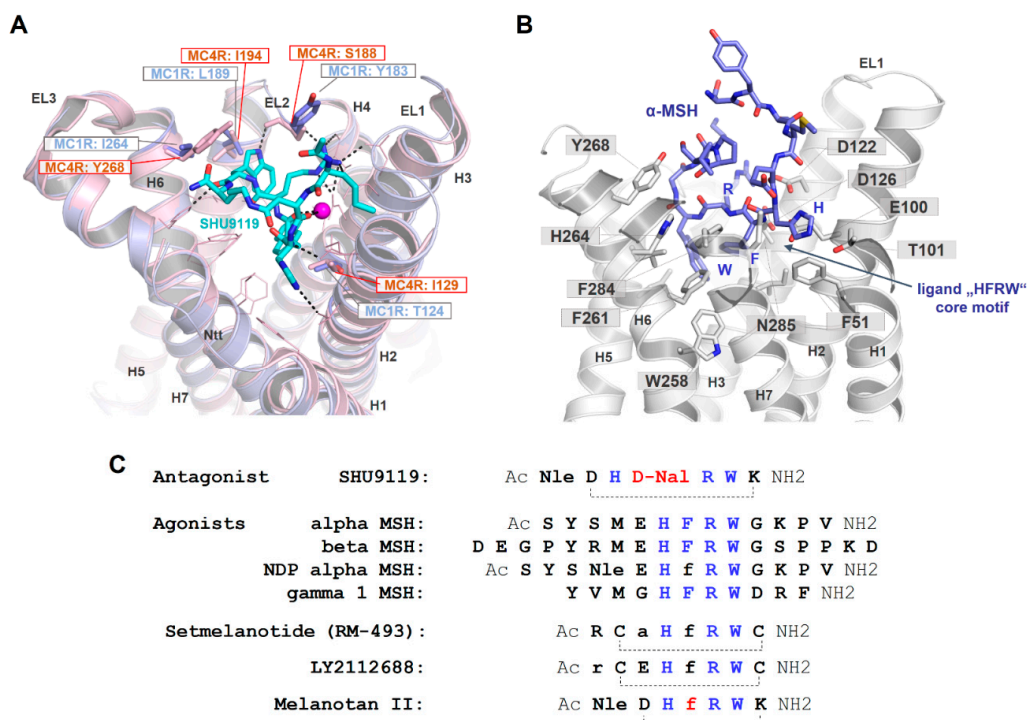 A
MC4R: I194
MC1R: L189
MC4R: S188
MC1R: Y183
EL3
EL2
H4
EL1
MC1R: I264
MC4R: Y268
H6
H3
SHU9119
MC4R: I129
MC1R: T124
Ntt
H5
H2
H7
H1
B
EL1
α-MSH
Y268
D122
R
D126
H264
H
E100
W
F
T101
F284
ligand „HFRW“
core motif
F261
H6
N285
F51
H5
H2
H1
W258
H3
H7
C
Antagonist SHU9119: Ac Nle D H D-Nal R W K NH2
Agonists alpha MSH: Ac S Y S M E H F R W G K P V NH2
beta MSH: D E G P Y R M E H F R W G S P P K D
NDP alpha MSH: Ac S Y S Nle E H f R W G K P V NH2
gamma 1 MSH: Y V M G H F R W D R F NH2
Setmelanotide (RM-493): Ac R C a H f R W C NH2
LY2112688: Ac r C E H f R W C NH2
Melanotan II: Ac Nle D H f R W K NH2